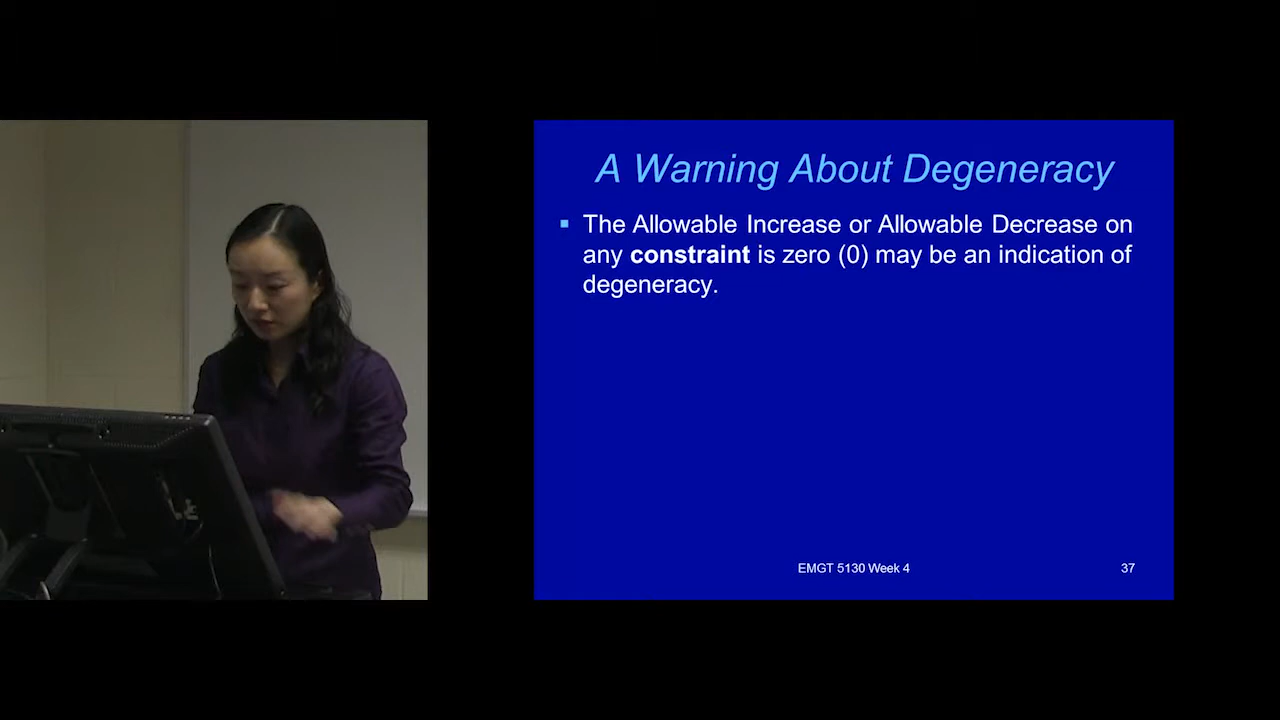 A Warning About Degeneracy
▪ The Allowable Increase or Allowable Decrease on
any constraint is zero (0) may be an indication of
degeneracy.
EMGT 5130 Week 4
37